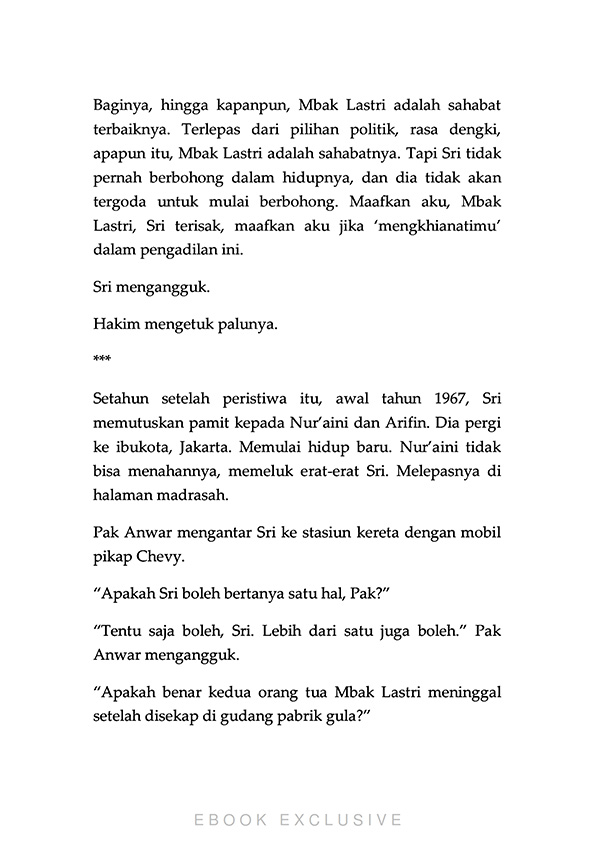 Baginya, hingga kapanpun, Mbak Lastri adalah sahabat
terbaiknya. Terlepas dari pilihan politik, rasa dengki,
apapun itu, Mbak Lastri adalah sahabatnya. Tapi Sri tidak
pernah berbohong dalam hidupnya, dan dia tidak akan
tergoda untuk mulai berbohong. Maafkan aku, Mbak
Lastri, Sri terisak, maafkan aku jika ‘mengkhianatimu’
dalam pengadilan ini.
Sri mengangguk.
Hakim mengetuk palunya.
***
Setahun setelah peristiwa itu, awal tahun 1967, Sri
memutuskan pamit kepada Nur’aini dan Arifin. Dia pergi
ke ibukota, Jakarta. Memulai hidup baru. Nur’aini tidak
bisa menahannya, memeluk erat-erat Sri. Melepasnya di
halaman madrasah.
Pak Anwar mengantar Sri ke stasiun kereta dengan mobil
pikap Chevy.
“Apakah Sri boleh bertanya satu hal, Pak?”
“Tentu saja boleh, Sri. Lebih dari satu juga boleh.” Pak
Anwar mengangguk.
“Apakah benar kedua orang tua Mbak Lastri meninggal
setelah disekap di gudang pabrik gula?”
EBOOK EXCLUSIVE